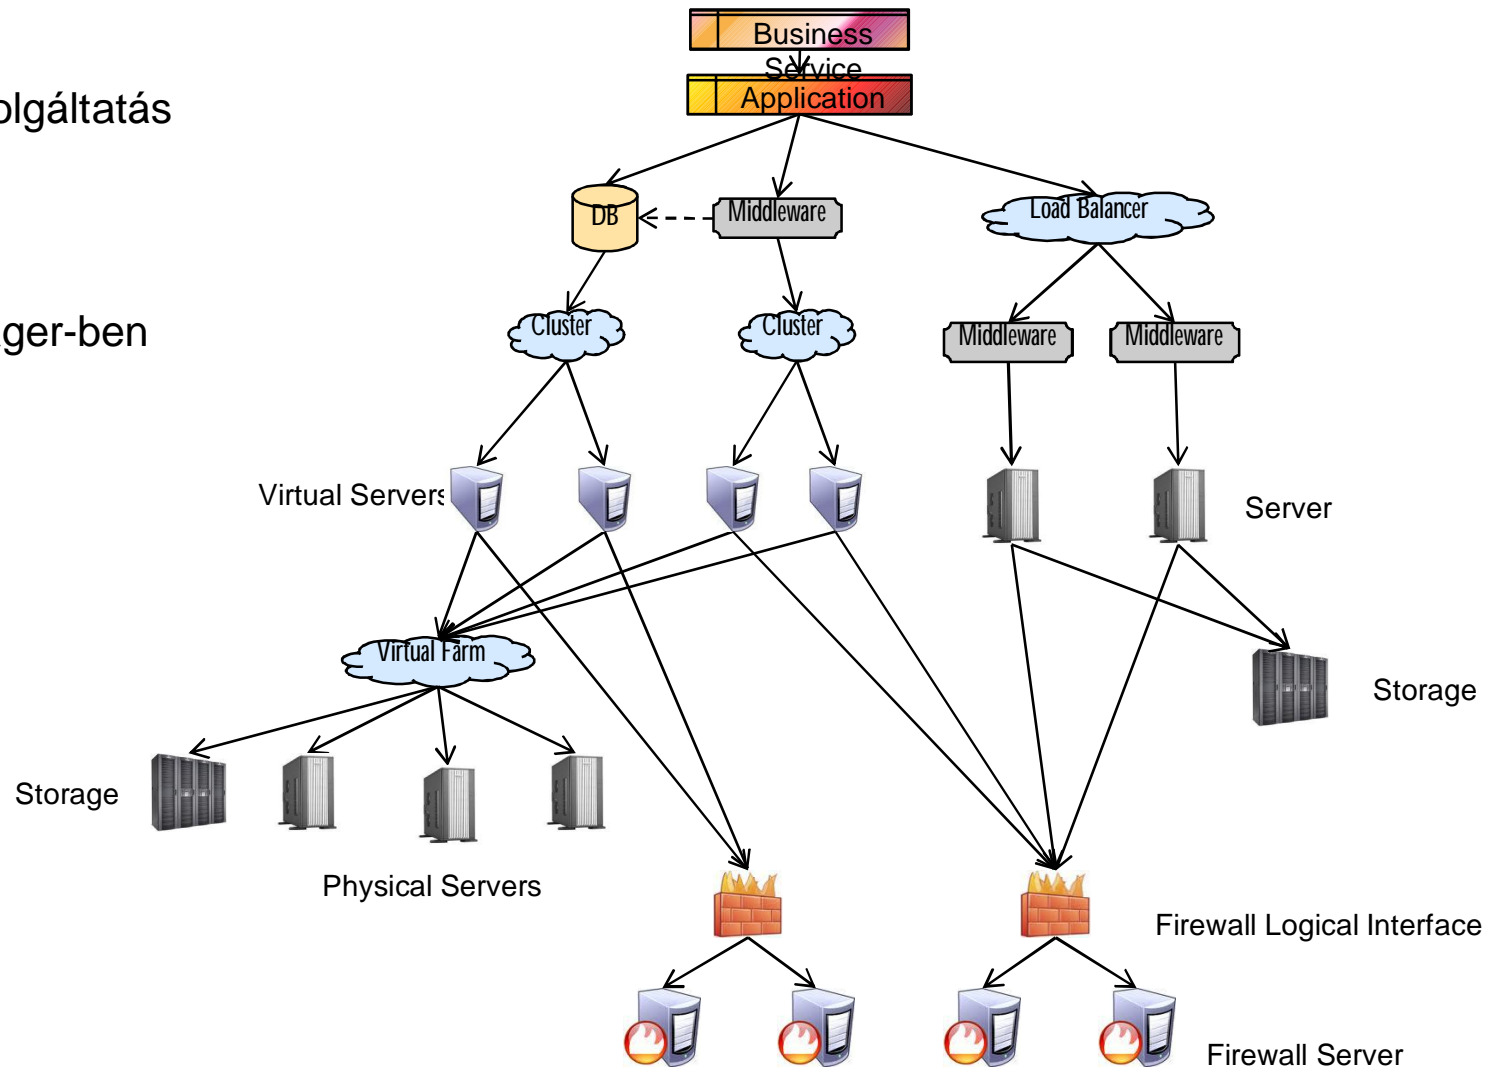 Business
Service
Application
olgáltatás
DB
Middleware
Load Balancer
ger-ben
Cluster
Cluster
Middleware
Middleware
Virtual Servers
Server
Virtual Farm
Storage
Storage
Physical Servers
Firewall Logical Interface
Firewall Server